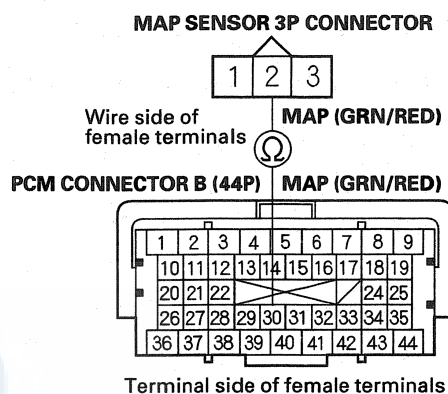 MAP SENSOR 3P CONNECTOR
1 2 3
Wire side of female terminals
MAP (GRN/RED)
Ω
PCM CONNECTOR B (44P) MAP (GRN/RED)
1 2 3 4 5 6 7 8 9
10 11 12 13 14 15 16 17 18 19
20 21 22 24 25
26 27 28 29 30 31 32 33 34 35
36 37 38 39 40 41 42 43 44
Terminal side of female terminals